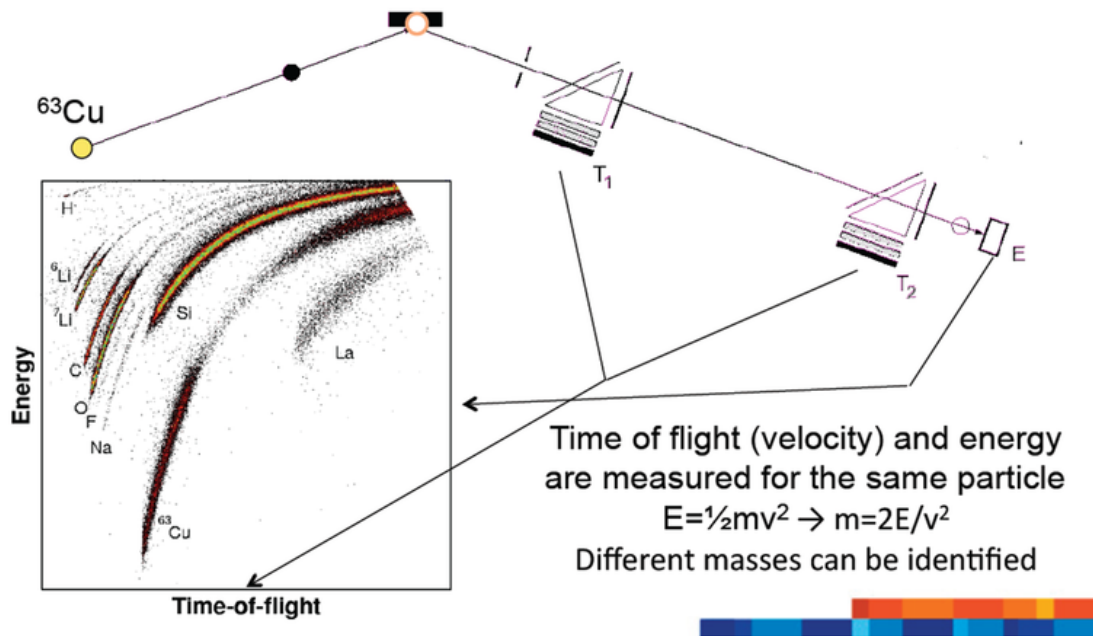 ⁶³Cu
T₁
T₂
E
H
⁶Li
⁷Li
C
O
F
Na
Si
La
⁶³Cu
Energy
Time-of-flight
Time of flight (velocity) and energy
are measured for the same particle
E=½mv² → m=2E/v²
Different masses can be identified